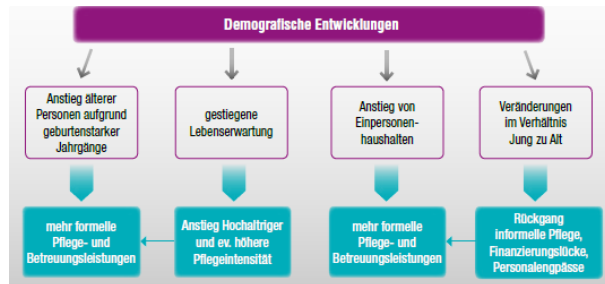 Demografische Entwicklungen
Anstieg älterer
Personen aufgrund
geburtenstarker
Jahrgänge
gestiegene
Lebenserwartung
Anstieg von
Einpersonen-
haushalten
Veränderungen
im Verhältnis
Jung zu Alt
mehr formelle
Pflege- und
Betreuungsleistungen
Anstieg Hochaltriger
und ev. höhere
Pflegeintensität
mehr formelle
Pflege- und
Betreuungsleistungen
Rückgang
informelle Pflege,
Finanzierungslücke,
Personalengpässe